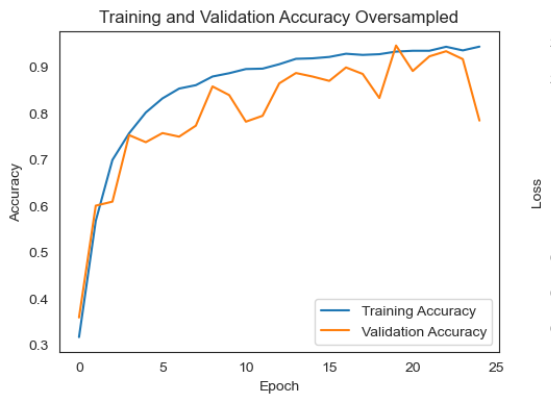 Training and Validation Accuracy Oversampled
Accuracy
0.9
0.8
0.7
0.6
0.5
0.4
0.3
0
5
10
15
20
25
Epoch
Training Accuracy
Validation Accuracy
Loss